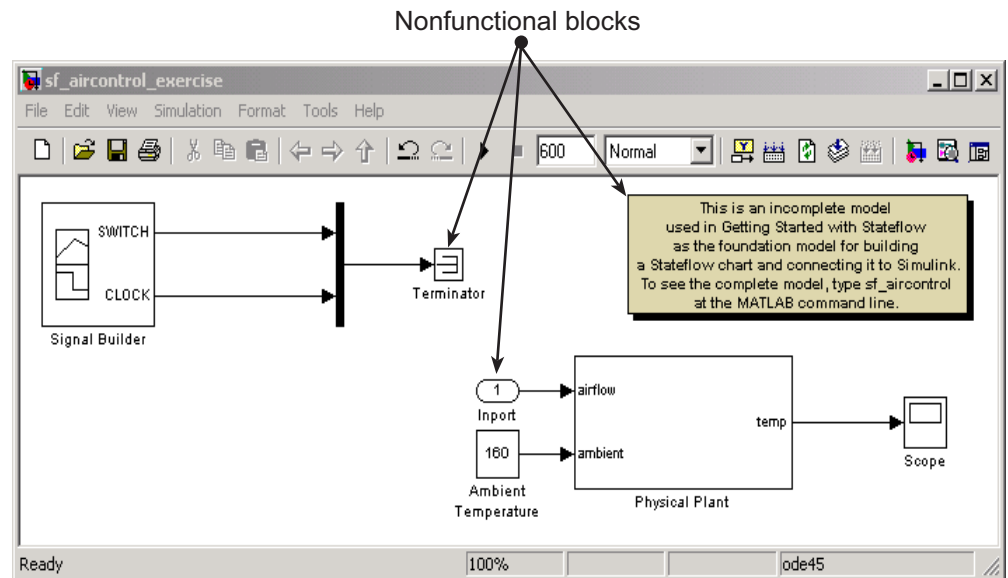 Nonfunctional blocks
sf_aircontrol_exercise
File Edit View Simulation Format Tools Help
600 Normal
SWITCH
CLOCK
Signal Builder
Terminator
This is an incomplete model
used in Getting Started with Stateflow
as the foundation model for building
a Stateflow chart and connecting it to Simulink.
To see the complete model, type sf_aircontrol
at the MATLAB command line.
1
Inport
160
Ambient
Temperature
airflow
ambient
temp
Physical Plant
Scope
Ready 100% ode45